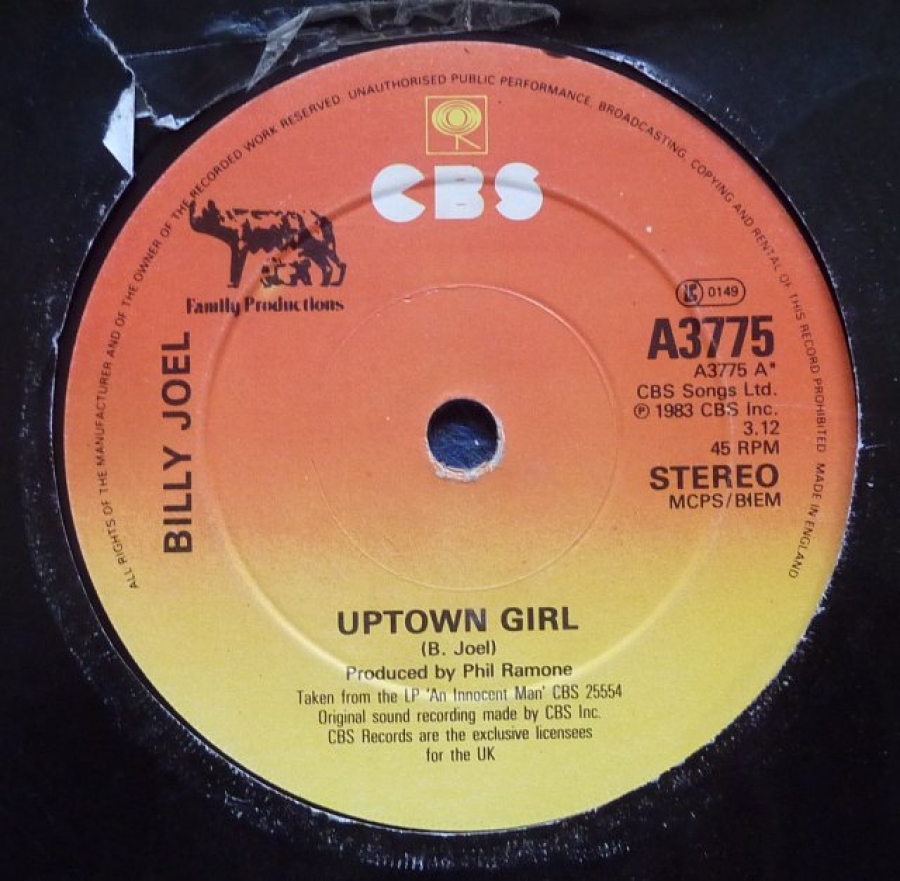 ALL RIGHTS OF THE MANUFACTURER AND OF THE OWNER OF THE RECORDED WORK RESERVED. UNAUTHORISED PUBLIC PERFORMANCE, BROADCASTING, COPYING AND RENTAL OF THIS RECORD PROHIBITED MADE IN ENGLAND
CBS
Family Productions
BILLY JOEL
LC 0149
A3775
A3775 A*
CBS Songs Ltd.
℗ 1983 CBS Inc.
3.12
45 RPM
STEREO
MCPS/BIEM
UPTOWN GIRL
(B. Joel)
Produced by Phil Ramone
Taken from the LP 'An Innocent Man' CBS 25554
Original sound recording made by CBS Inc.
CBS Records are the exclusive licensees
for the UK